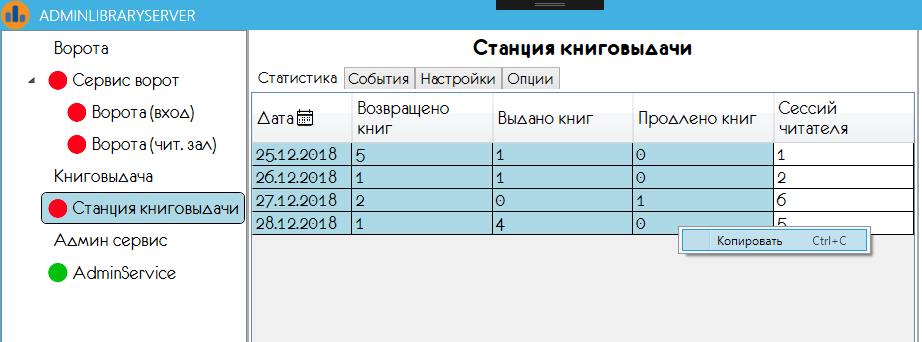 ADMINLIBRARYSERVER
Ворота
Сервис ворот
Ворота (вход)
Ворота (чит. зал)
Книговыдача
Станция книговыдачи
Админ сервис
AdminService
Станция книговыдачи
Статистика События Настройки Опции
Дата Возвращено книг Выдано книг Продлено книг Сессий читателя
25.12.2018 5 1 0 1
26.12.2018 1 1 0 2
27.12.2018 2 0 1 6
28.12.2018 1 4 0 5
Копировать Ctrl+C